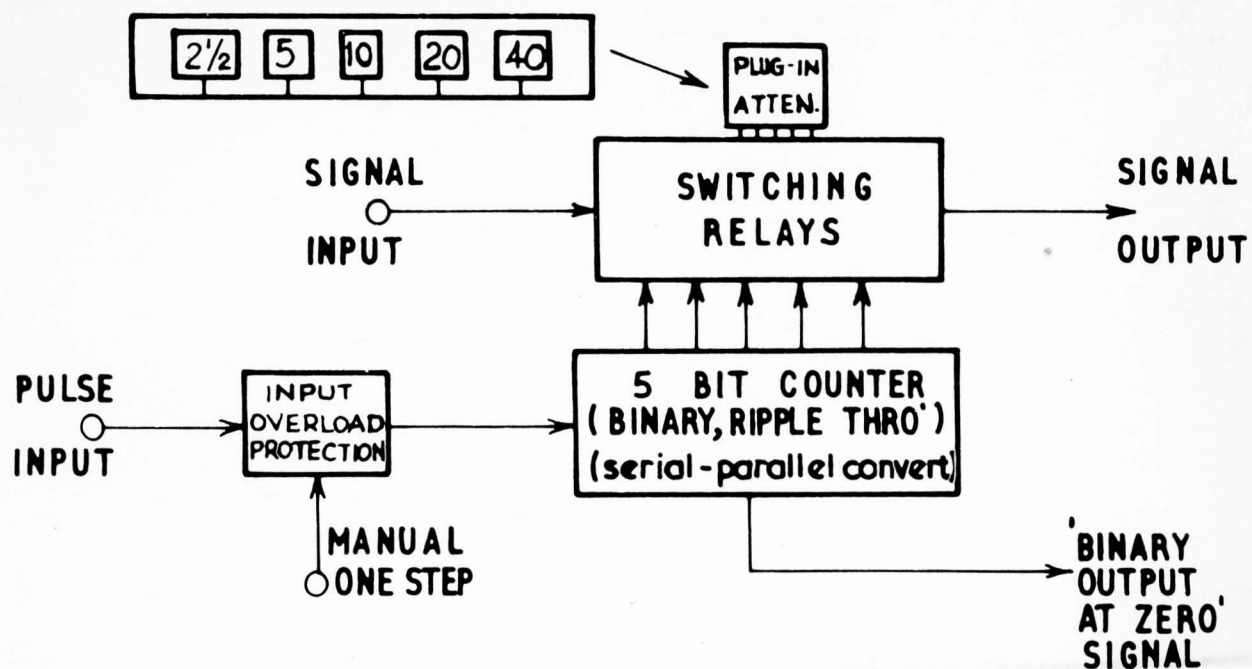 2½ 5 10 20 40
PLUG-IN
ATTEN.
SIGNAL
INPUT
SWITCHING
RELAYS
SIGNAL
OUTPUT
PULSE
INPUT
INPUT
OVERLOAD
PROTECTION
5 BIT COUNTER
(BINARY, RIPPLE THRO')
(serial-parallel convert)
MANUAL
ONE STEP
'BINARY
OUTPUT
AT ZERO'
SIGNAL